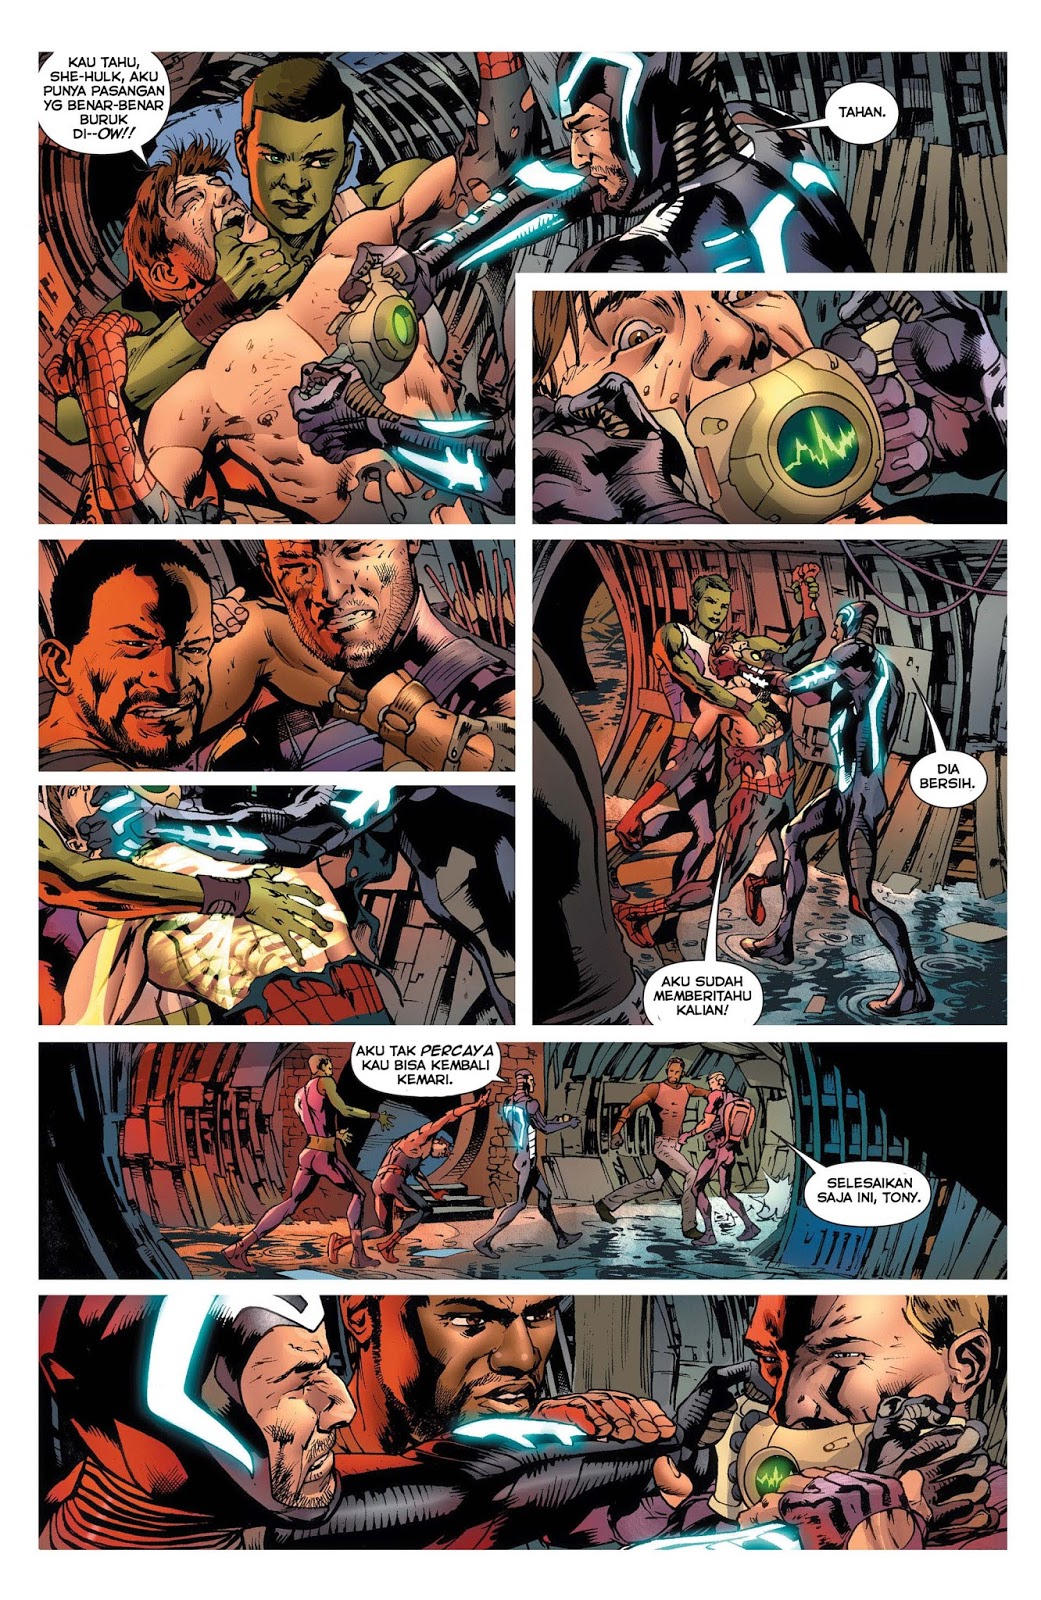 KAU TAHU,
SHE-HULK, AKU
PUNYA PASANGAN
YG BENAR-BENAR
BURUK
DI--OW!!
TAHAN.
DIA
BERSIH.
AKU SUDAH
MEMBERITAHU
KALIAN!
AKU TAK PERCAYA
KAU BISA KEMBALI
KEMARI.
SELESAIKAN
SAJA INI, TONY.